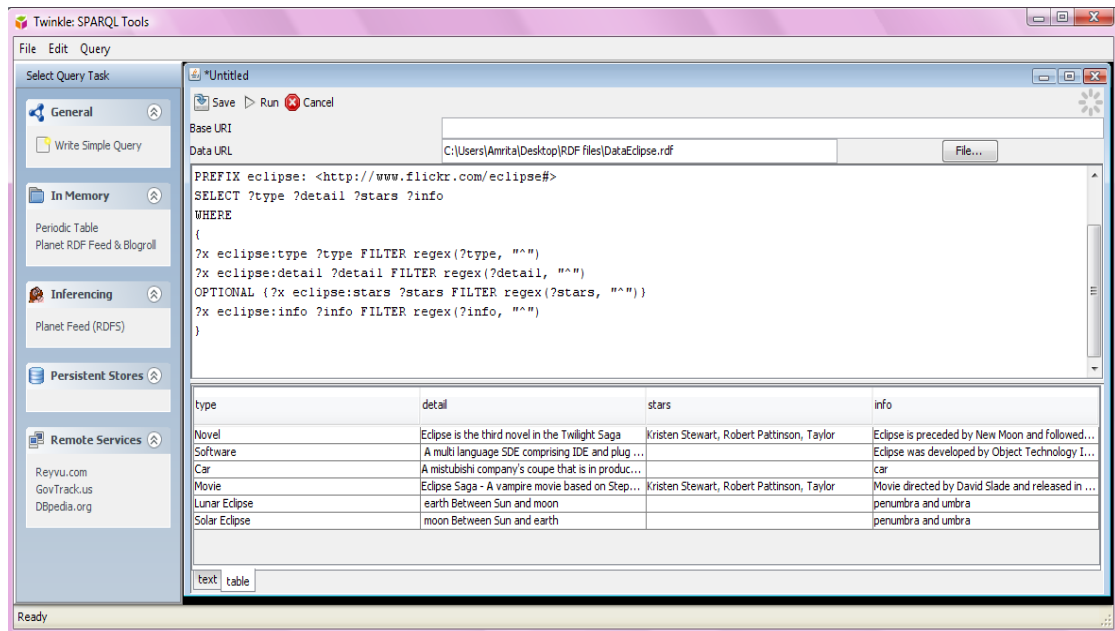 Twinkle: SPARQL Tools
File Edit Query
Select Query Task
General
Write Simple Query
In Memory
Periodic Table
Planet RDF Feed & Blogroll
Inferencing
Planet Feed (RDFS)
Persistent Stores
Remote Services
Reyvu.com
GovTrack.us
DBpedia.org
*Untitled
Save Run Cancel
Base URI
Data URL C:\Users\Amrita\Desktop\RDF files\DataEclipse.rdf File...
PREFIX eclipse: <http://www.flickr.com/eclipse#>
SELECT ?type ?detail ?stars ?info
WHERE
{
?x eclipse:type ?type FILTER regex(?type, "^")
?x eclipse:detail ?detail FILTER regex(?detail, "^")
OPTIONAL {?x eclipse:stars ?stars FILTER regex(?stars, "^")}
?x eclipse:info ?info FILTER regex(?info, "^")
}
type detail stars info
Novel Eclipse is the third novel in the Twilight Saga Kristen Stewart, Robert Pattinson, Taylor Eclipse is preceded by New Moon and followed...
Software A multi language SDE comprising IDE and plug ... Eclipse was developed by Object Technology I...
Car A mistubishi company's coupe that is in produc... car
Movie Eclipse Saga - A vampire movie based on Step... Kristen Stewart, Robert Pattinson, Taylor Movie directed by David Slade and released in ...
Lunar Eclipse earth Between Sun and moon penumbra and umbra
Solar Eclipse moon Between Sun and earth penumbra and umbra
text table
Ready